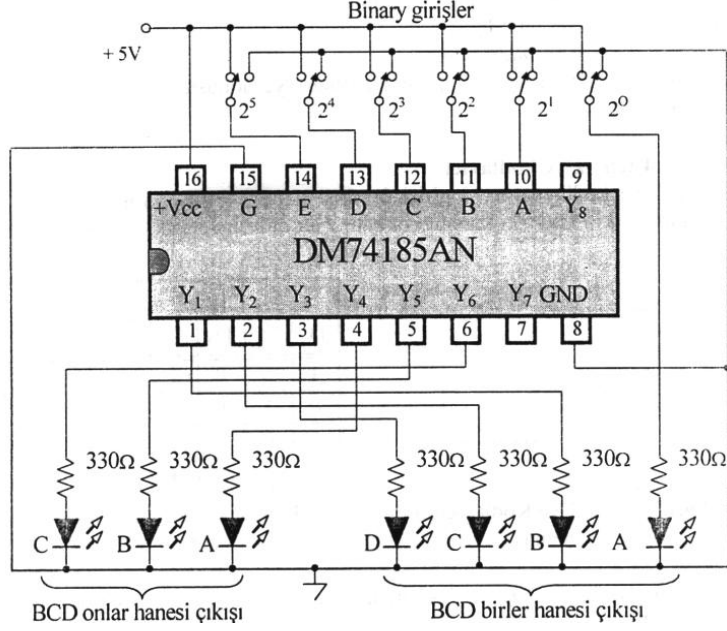 Binary girişler
+ 5V
2⁵ 2⁴ 2³ 2² 2¹ 2⁰
16 15 14 13 12 11 10 9
+Vcc G E D C B A Y₈
DM74185AN
Y₁ Y₂ Y₃ Y₄ Y₅ Y₆ Y₇ GND
1 2 3 4 5 6 7 8
330Ω 330Ω 330Ω 330Ω 330Ω 330Ω 330Ω
C B A D C B A
BCD onlar hanesi çıkışı BCD birler hanesi çıkışı